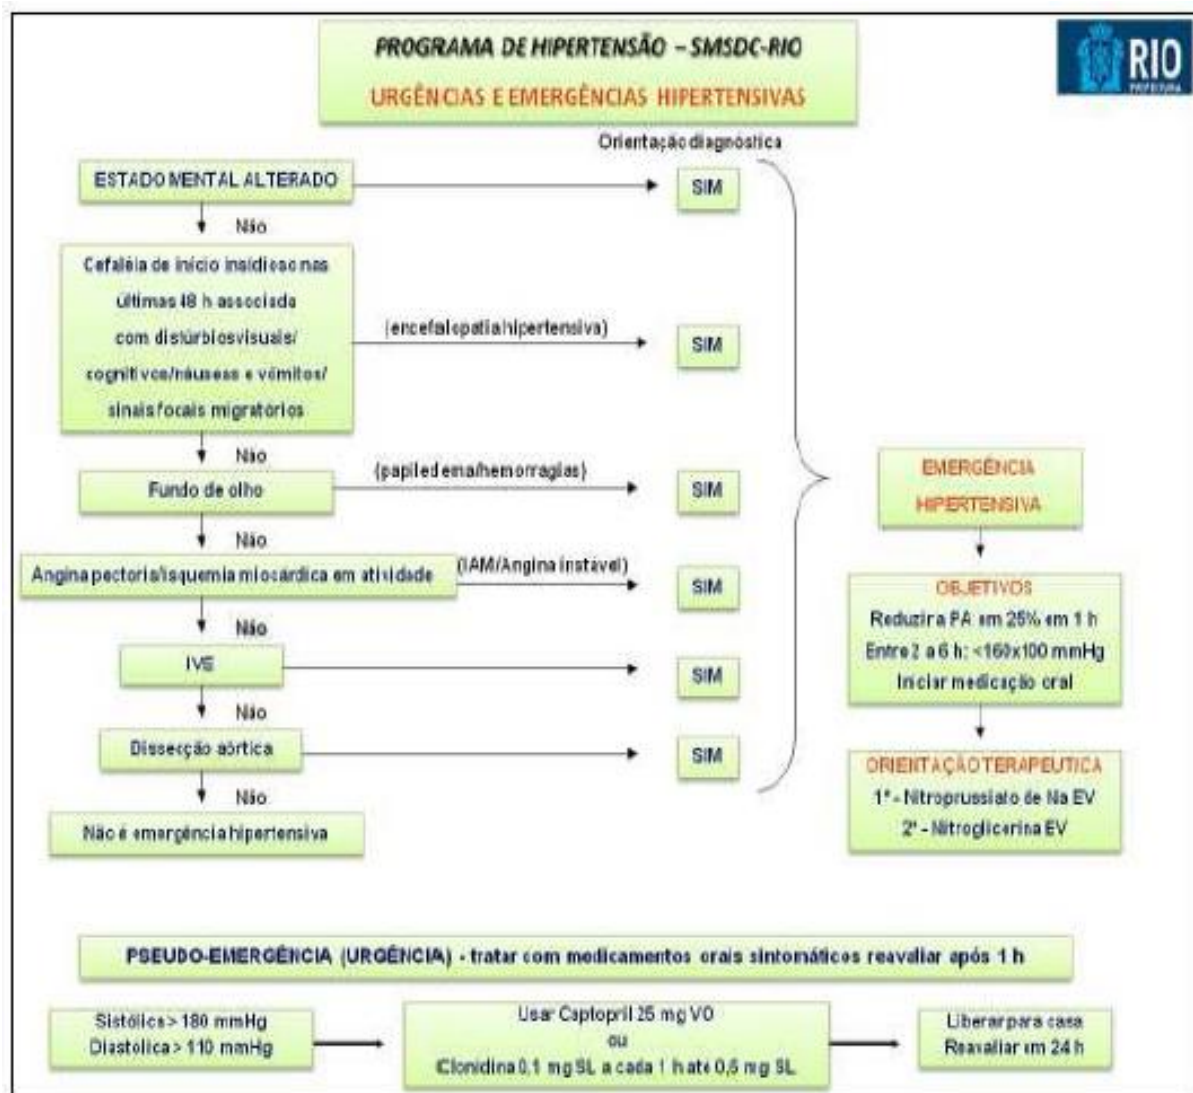 PROGRAMA DE HIPERTENSÃO – SMSDC-RIO
URGÊNCIAS E EMERGÊNCIAS HIPERTENSIVAS
RIO
PREFEITURA
Orientação diagnóstica
ESTADO MENTAL ALTERADO
SIM
Não
Cefaléia de início insidioso nas
últimas 48 h associada
com distúrbios visuais/
cognitivos/náuseas e vômitos/
sinais focais migratórios
(encefalopatia hipertensiva)
SIM
Não
Fundo de olho
(papiledema/hemorragias)
SIM
Não
Angina pectoris/isquemia miocárdica em atividade
(IAM/Angina instável)
SIM
Não
IVE
SIM
Não
Dissecção aórtica
SIM
Não
Não é emergência hipertensiva
EMERGÊNCIA
HIPERTENSIVA
OBJETIVOS
Reduzir a PA em 25% em 1 h
Entre 2 a 6 h: <160x100 mmHg
Iniciar medicação oral
ORIENTAÇÃO TERAPEUTICA
1ª - Nitroprussiato de Na EV
2ª - Nitroglicerina EV
PSEUDO-EMERGÊNCIA (URGÊNCIA) - tratar com medicamentos orais sintomáticos reavaliar após 1 h
Sistólica > 180 mmHg
Diastólica > 110 mmHg
Usar Captopril 25 mg VO
ou
Clonidina 0,1 mg SL a cada 1 h até 0,6 mg SL
Liberar para casa
Reavaliar em 24 h